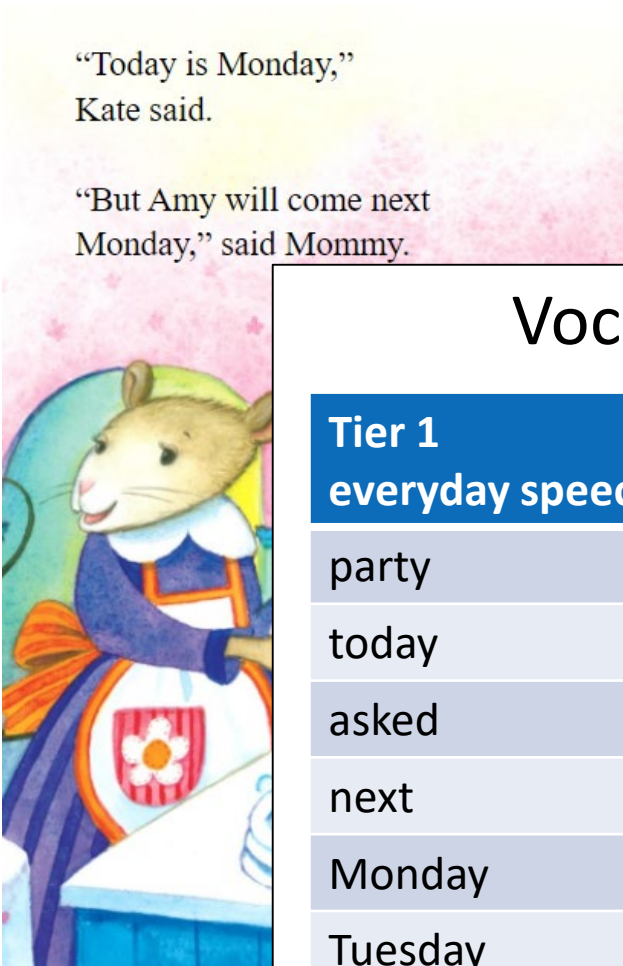 “Today is Monday,”
Kate said.
“But Amy will come next
Monday,” said Mommy.
Voc
Tier 1
everyday speec
party
today
asked
next
Monday
Tuesday